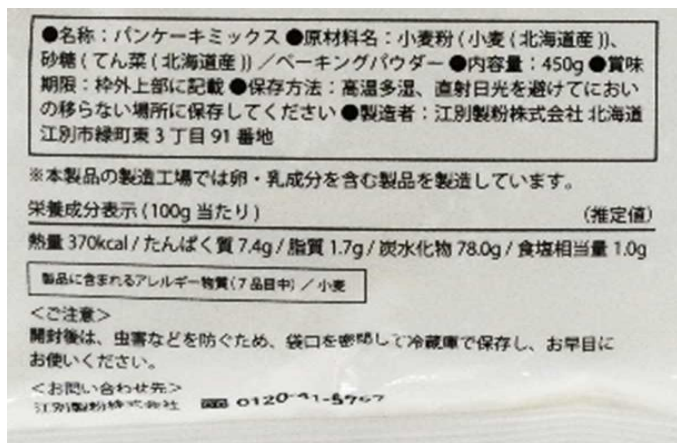 ●名称：パンケーキミックス ●原材料名：小麦粉（小麦（北海道産））、
砂糖（てん菜（北海道産））／ベーキングパウダー ●内容量：450g ●賞味
期限：枠外上部に記載 ●保存方法：高温多湿、直射日光を避けてにおい
の移らない場所に保存してください ●製造者：江別製粉株式会社 北海道
江別市緑町東 3 丁目 91 番地
※本製品の製造工場では卵・乳成分を含む製品を製造しています。
栄養成分表示（100g 当たり）　（推定値）
熱量 370kcal / たんぱく質 7.4g / 脂質 1.7g / 炭水化物 78.0g / 食塩相当量 1.0g
製品に含まれるアレルギー物質（7品目中）／小麦
＜ご注意＞
開封後は、虫害などを防ぐため、袋口を密閉して冷蔵庫で保存し、お早目に
お使いください。
＜お問い合わせ先＞
江別製粉株式会社 0120-41-5757